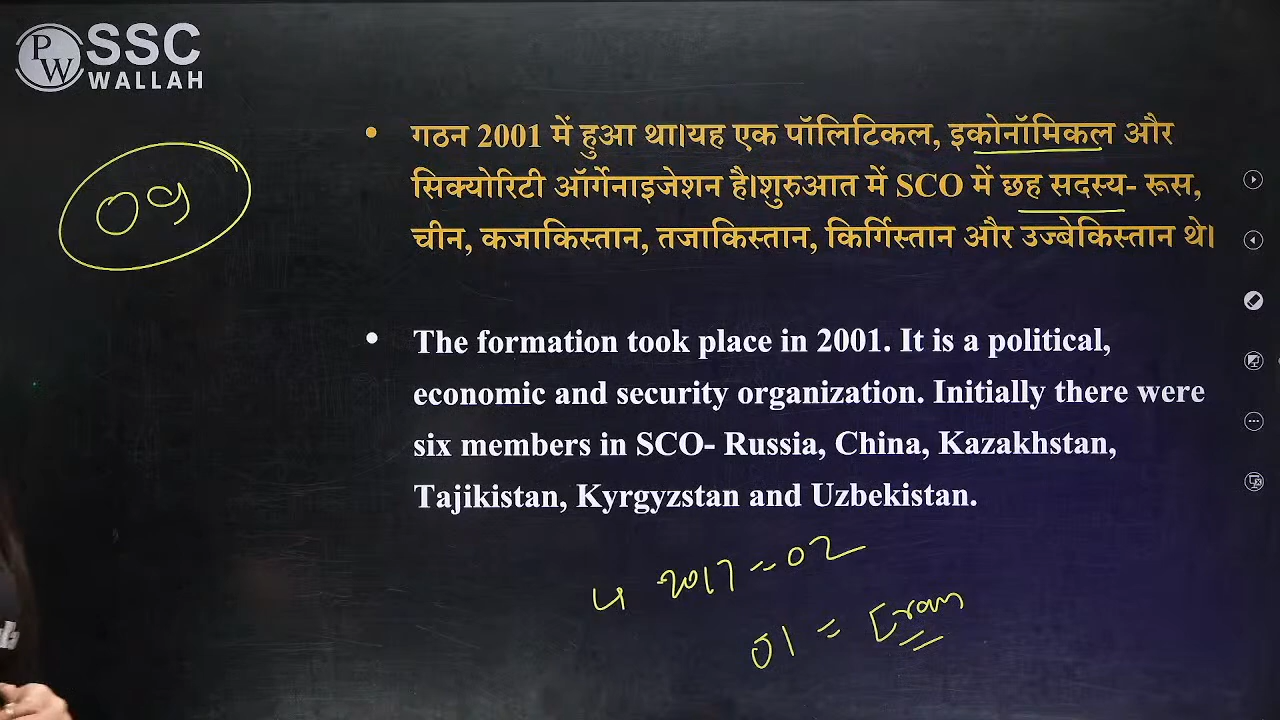 PW
SSC
WALLAH
09
• गठन 2001 में हुआ था।यह एक पॉलिटिकल, इकोनॉमिकल और
सिक्योरिटी ऑर्गेनाइजेशन है।शुरुआत में SCO में छह सदस्य- रूस,
चीन, कजाकिस्तान, तजाकिस्तान, किर्गिस्तान और उज्बेकिस्तान थे।
• The formation took place in 2001. It is a political,
economic and security organization. Initially there were
six members in SCO- Russia, China, Kazakhstan,
Tajikistan, Kyrgyzstan and Uzbekistan.
2017 - 02
01 = Iran